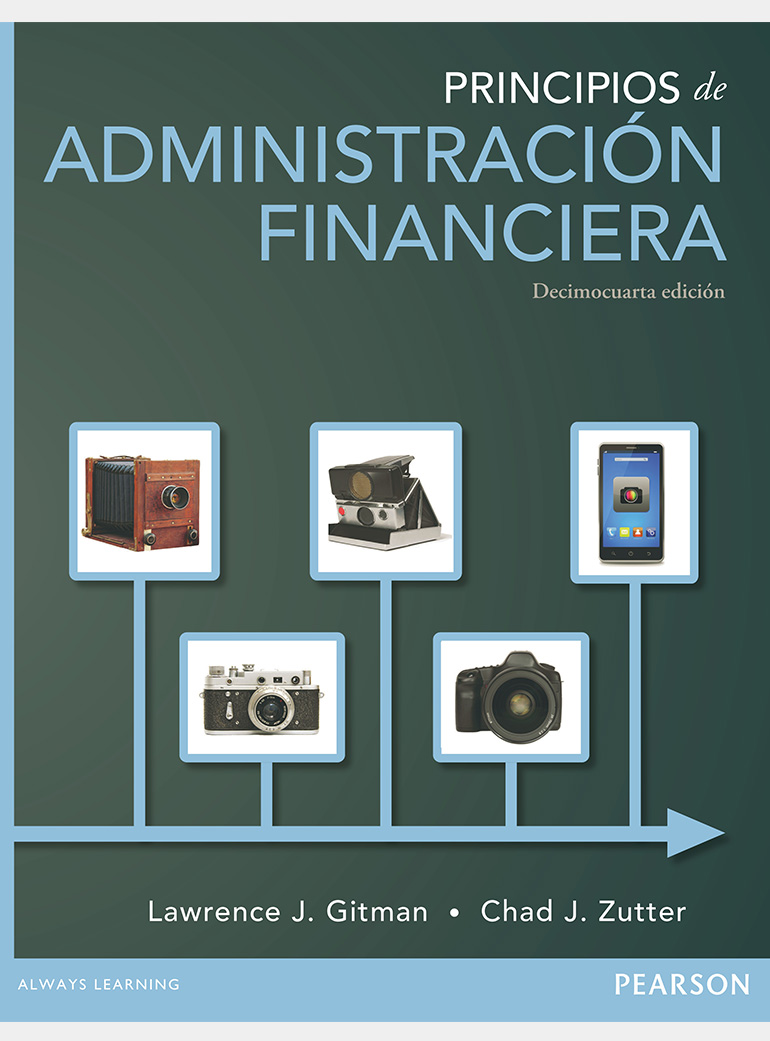 PRINCIPIOS de
ADMINISTRACIÓN
FINANCIERA
Decimocuarta edición
Lawrence J. Gitman • Chad J. Zutter
ALWAYS LEARNING
PEARSON